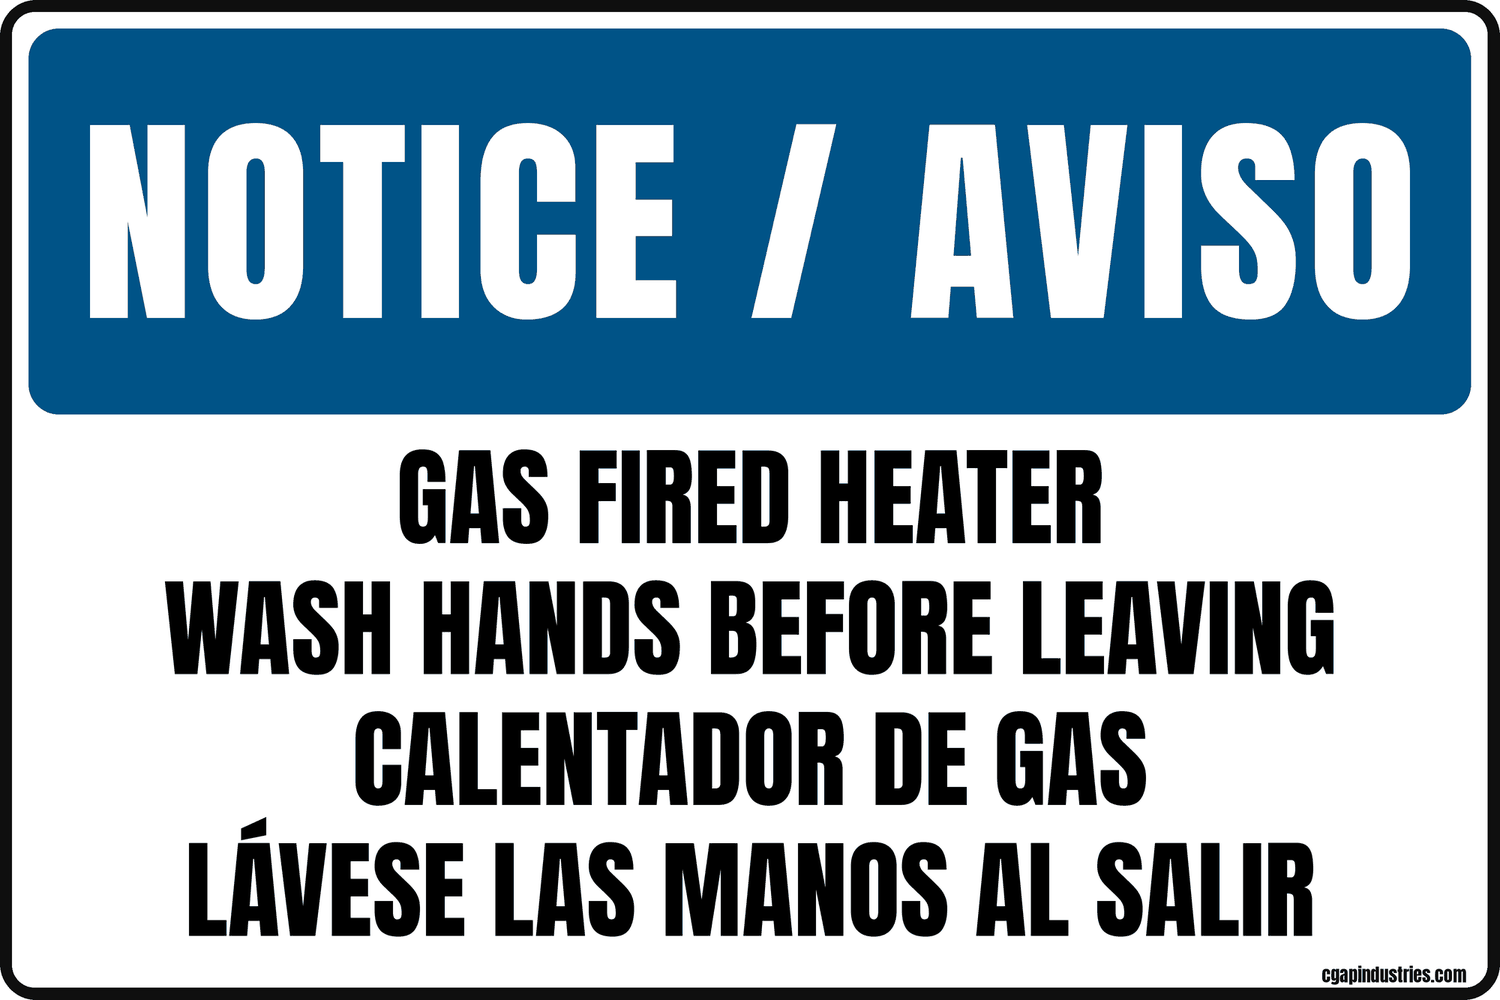 NOTICE / AVISO
GAS FIRED HEATER
WASH HANDS BEFORE LEAVING
CALENTADOR DE GAS
LÁVESE LAS MANOS AL SALIR
cgapindustries.com